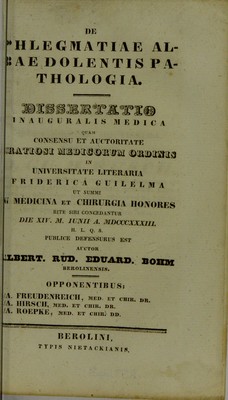 DE
PHLEGMATIAE AL-
BAE DOLENTIS PA-
THOLOGIA.
DISSERTATIO
INAUGURALIS MEDICA
QUAM
CONSENSU ET AUCTORITATE
GRATIOSI MEDICORUM ORDINIS
IN
UNIVERSITATE LITERARIA
FRIDERICA GUILELMA
UT SUMMI
MEDICINA ET CHIRURGIA HONORES
RITE SIBI CONCEDANTUR
DIE XIV. M. IUNII A. MDCCCXXXIII.
H. L. Q. S.
PUBLICE DEFENSURUS EST
AUCTOR
ALBERT. RUD. EDUARD. BOHM
BEROLINENSIS.
OPPONENTIBUS:
A. FREUDENREICH, MED. ET CHIR. DR.
A. HIRSCH, MED. ET CHIR. DR.
A. ROEPKE, MED. ET CHIR. DD.
BEROLINI,
TYPIS NIETACKIANIS.